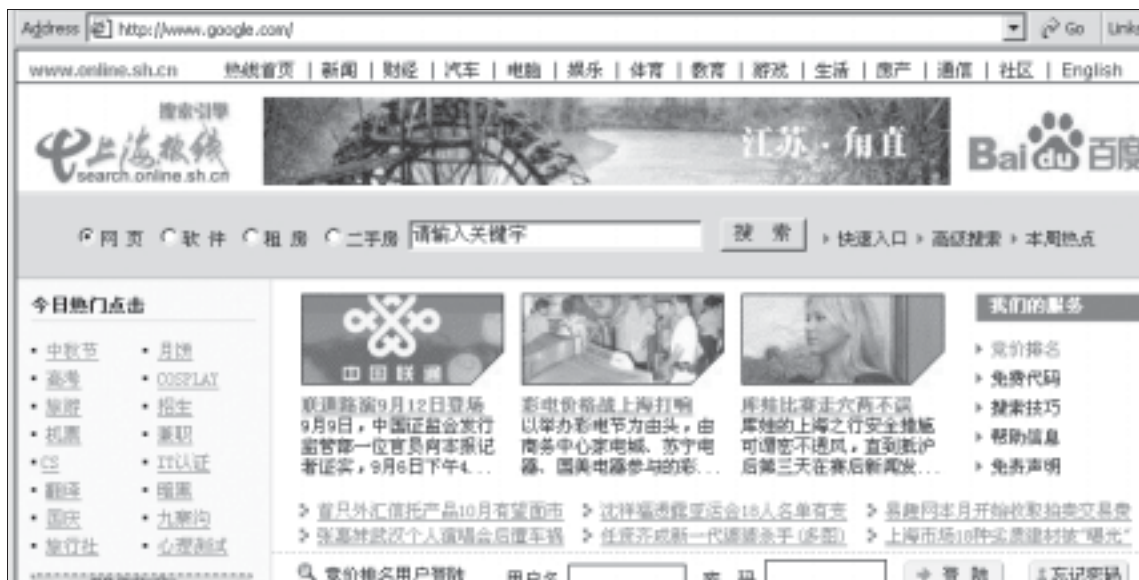 Address http://www.google.com/ Go Links
www.online.sh.cn 热线首页 | 新闻 | 财经 | 汽车 | 电脑 | 娱乐 | 体育 | 教育 | 游戏 | 生活 | 房产 | 通信 | 社区 | English
搜索引擎
上海热线
search.online.sh.cn
江苏·甪直
Bai du 百度
网页 软件 租房 二手房 请输入关键字 搜索 快速入口 高级搜索 本周热点
今日热门点击
中秋节 月饼
高考 COSPLAY
旅游 招生
机票 兼职
CS IT认证
翻译 暗黑
国庆 九寨沟
旅行社 心理测试
中国联通
联通路演9月12日登场
9月9日，中国证监会发行
监管部一位官员向本报记
者证实，9月6日下午4...
彩电价格战上海打响
以举办彩电节为由头，由
商务中心家电城、苏宁电
器、国美电器参与的彩...
库娃比赛走穴两不误
库娃的上海之行安全措施
可谓密不透风，直到抵沪
后第三天在赛后新闻发...
我们的服务
竞价排名
免费代码
搜索技巧
帮助信息
免责声明
首只外汇信托产品10月有望面市 沈祥福透露亚运会18人名单有变 易趣网本月开始收取拍卖交易费
张惠妹武汉个人演唱会后遭车祸 任贤齐成新一代婆婆杀手(多图) 上海市场10种劣质建材被"曝光"
竞价排名用户登陆 用户名 密码 登陆 忘记密码